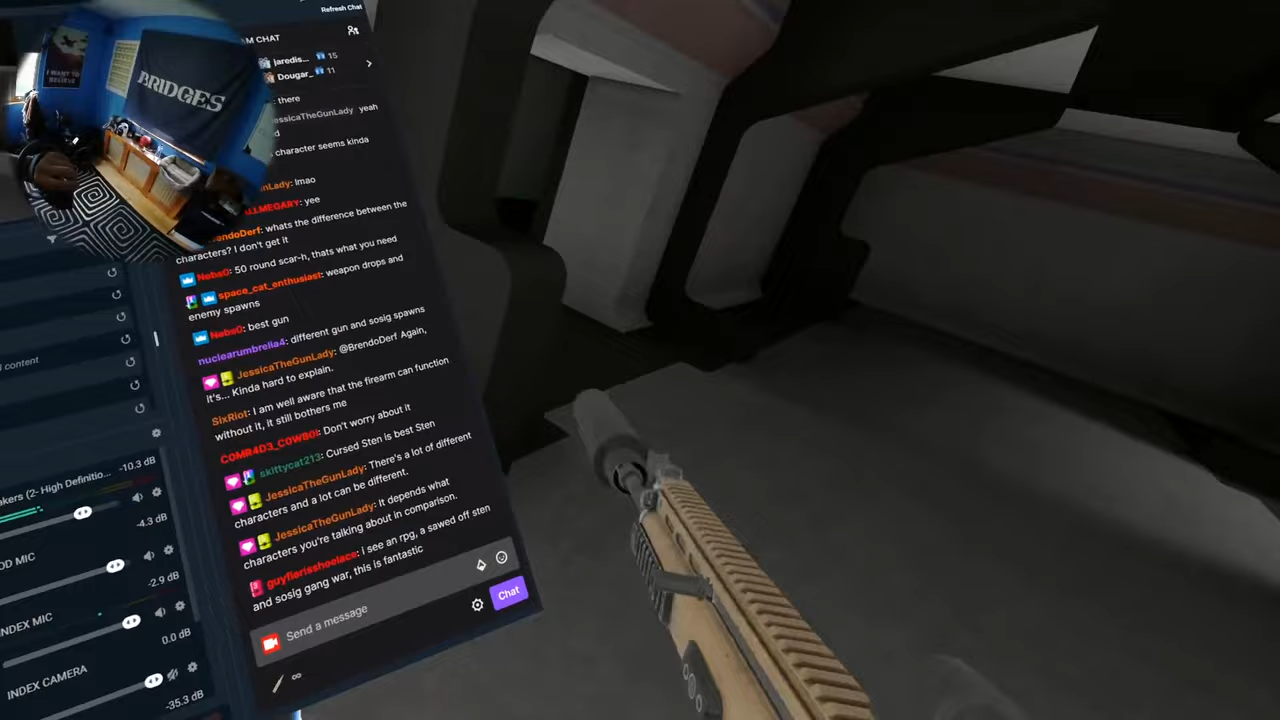 Refresh Chat
AM CHAT
jaredis... 15
Dougar_ 11
I WANT TO BELIEVE
BRIDGES
: there
essicaTheGunLady yeah
character seems kinda
unLady: lmao
MEGARY: yee
endoDerf: whats the difference between the
characters? I don't get it
Nebs0: 50 round scar-h, thats what you need
space_cat_enthusiast: weapon drops and
enemy spawns
Nebs0: best gun
nuclearumbrella4: different gun and sosig spawns
JessicaTheGunLady: @BrendoDerf Again,
it's... Kinda hard to explain.
SixRiot: I am well aware that the firearm can function
without it, it still bothers me
C0MR4D3_C0WB0I: Don't worry about it
skittycat213: Cursed Sten is best Sten
JessicaTheGunLady: There's a lot of different
characters and a lot can be different.
JessicaTheGunLady: It depends what
characters you're talking about in comparison.
guyflerisshoelace: I see an rpg, a sawed off sten
and sosig gang war, this is fantastic
Send a message
Chat
content
akers (2- High Definitio... -10.3 dB
-4.3 dB
OD MIC
-2.9 dB
INDEX MIC
0.0 dB
INDEX CAMERA
-35.3 dB